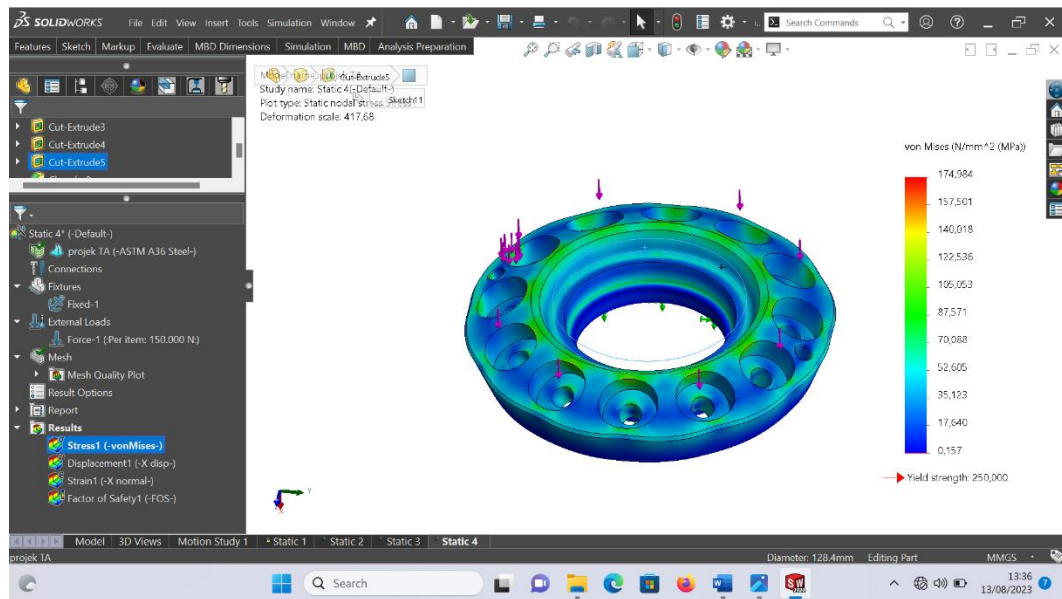 SOLIDWORKS File Edit View Insert Tools Simulation Window
Search Commands
Features Sketch Markup Evaluate MBD Dimensions Simulation MBD Analysis Preparation
Cut-Extrude3
Cut-Extrude4
Cut-Extrude5
Cut-Extrude5
Study name: Static 4(-Default-)
Plot type: Static nodal stress
Sketch11
Deformation scale: 417,68
Static 4* (-Default-)
projek TA (-ASTM A36 Steel-)
Connections
Fixtures
Fixed-1
External Loads
Force-1 (:Per item: 150.000 N:)
Mesh
Mesh Quality Plot
Result Options
Report
Results
Stress1 (-vonMises-)
Displacement1 (-X disp-)
Strain1 (-X normal-)
Factor of Safety1 (-FOS-)
von Mises (N/mm^2 (MPa))
174,984
157,501
140,018
122,536
105,053
87,571
70,088
52,605
35,123
17,640
0,157
Yield strength: 250,000
Y
Model 3D Views Motion Study 1 Static 1 Static 2 Static 3 Static 4
projek TA
Diameter: 128.4mm Editing Part MMGS
Search
13:36
13/08/2023